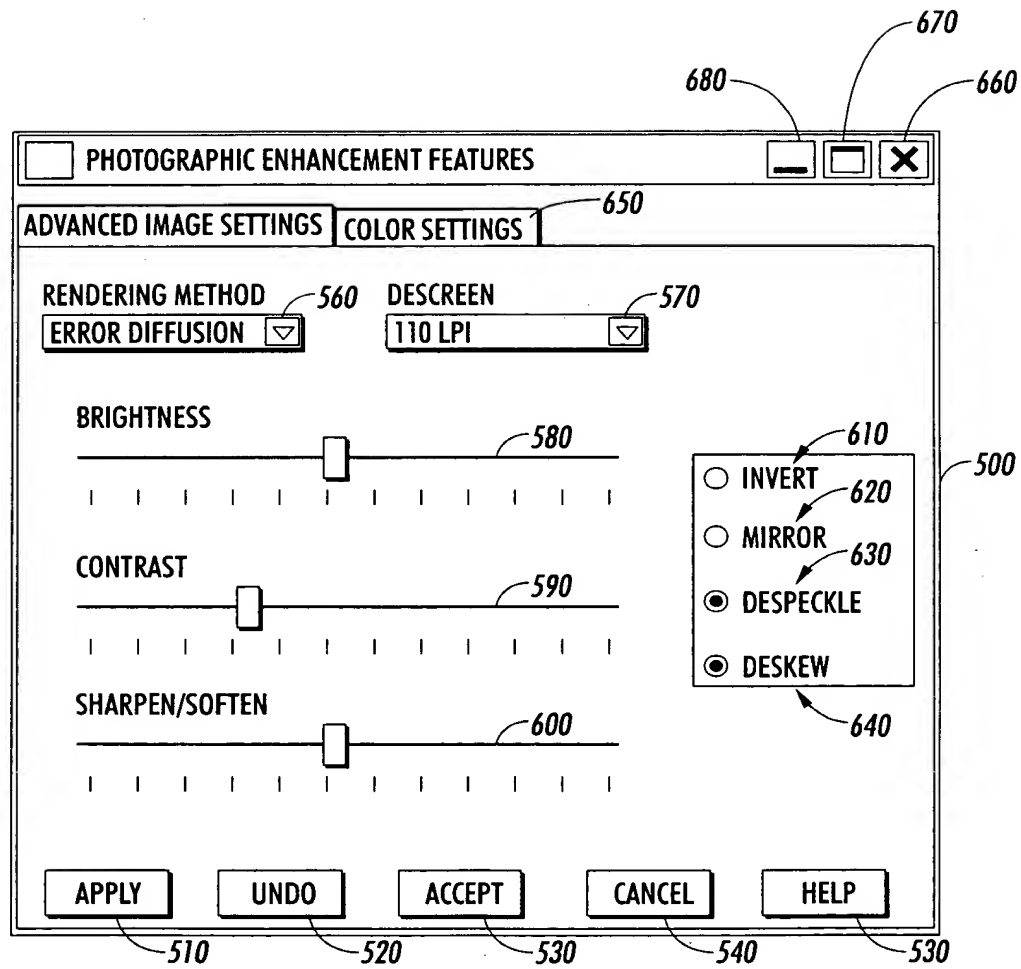 670
680
660
PHOTOGRAPHIC ENHANCEMENT FEATURES
650
ADVANCED IMAGE SETTINGS
COLOR SETTINGS
RENDERING METHOD
560
DESCREEN
570
ERROR DIFFUSION
110 LPI
BRIGHTNESS
580
610
INVERT
500
620
MIRROR
CONTRAST
590
630
DESPECKLE
DESKEW
SHARPEN/SOFTEN
600
640
APPLY
UNDO
ACCEPT
CANCEL
HELP
510
520
530
540
530